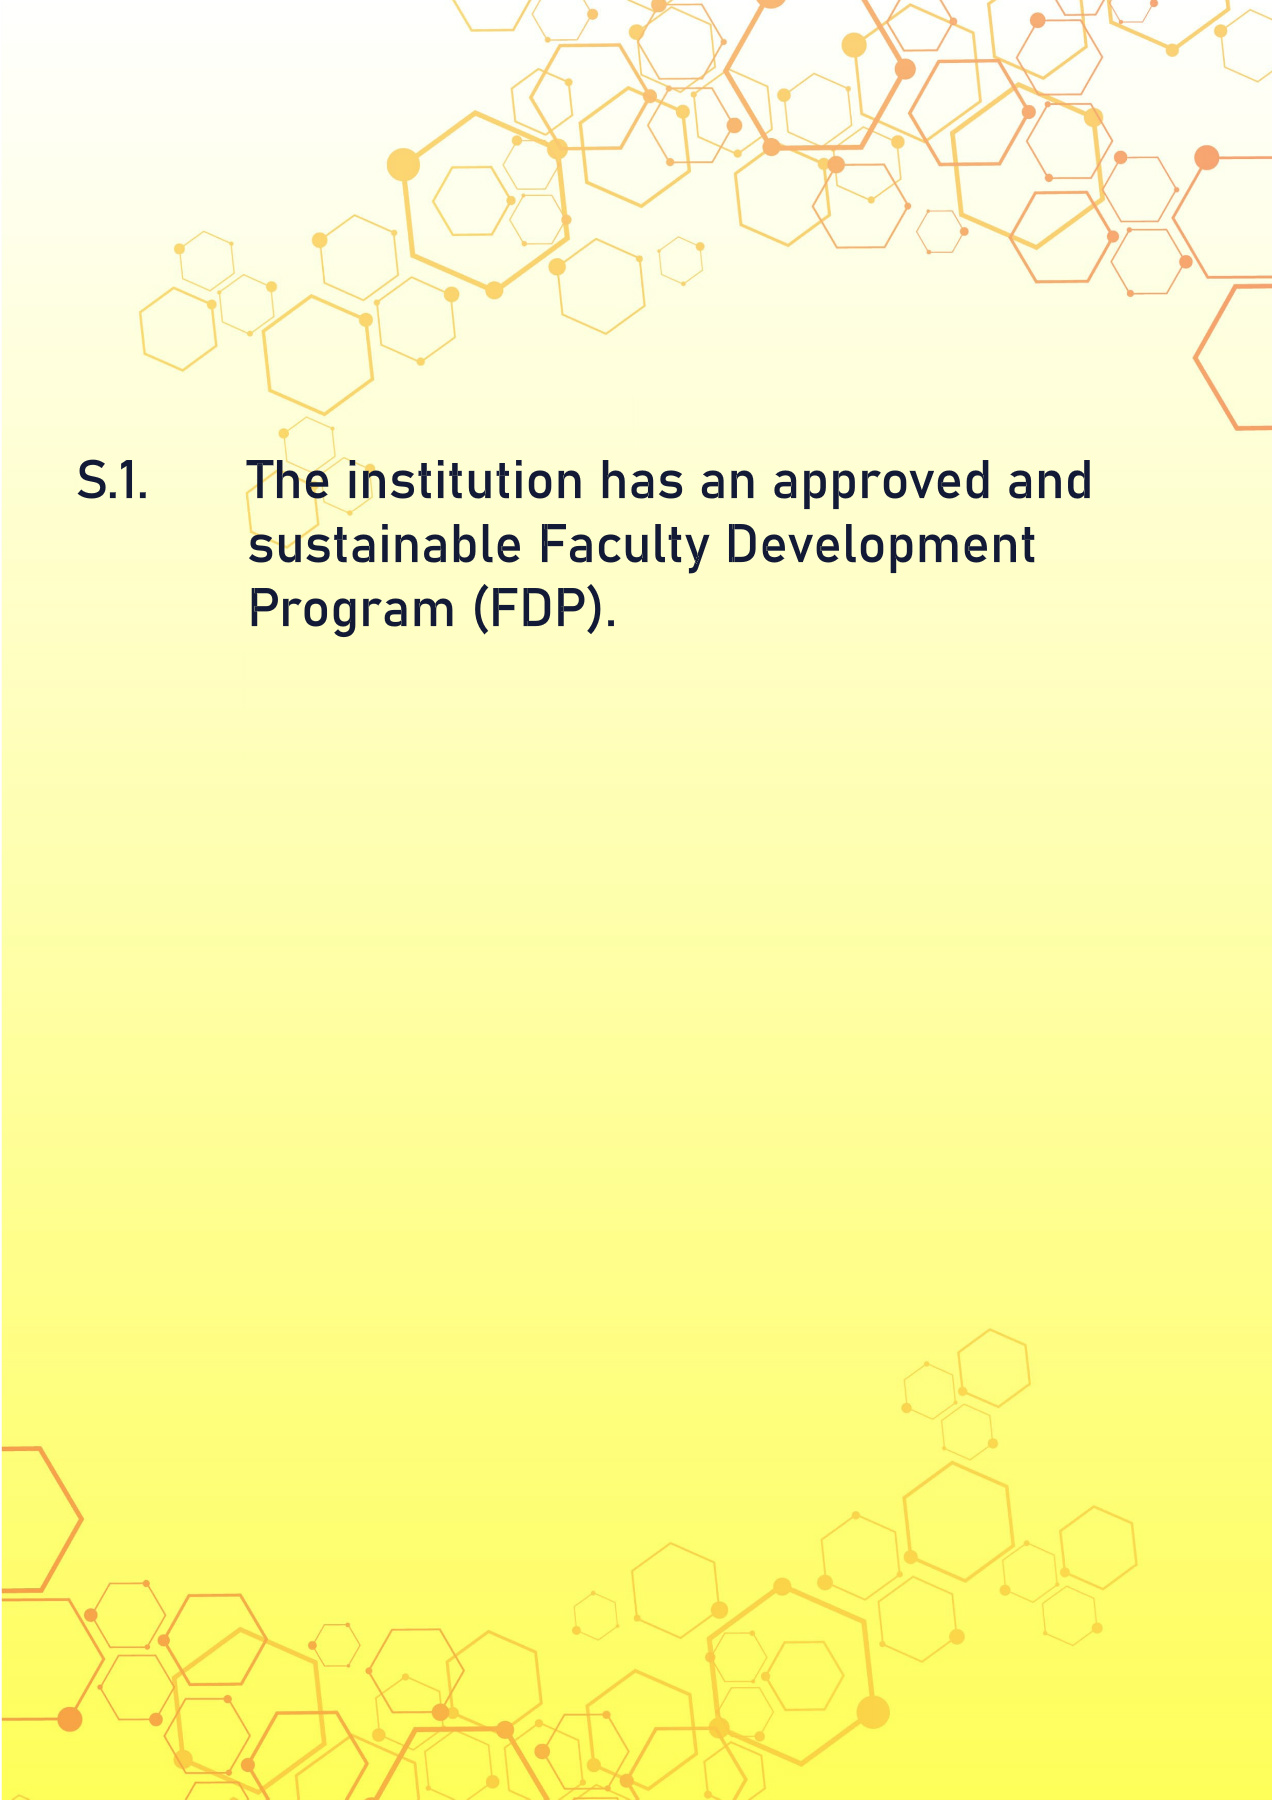 S.1. The institution has an approved and
sustainable Faculty Development
Program (FDP).